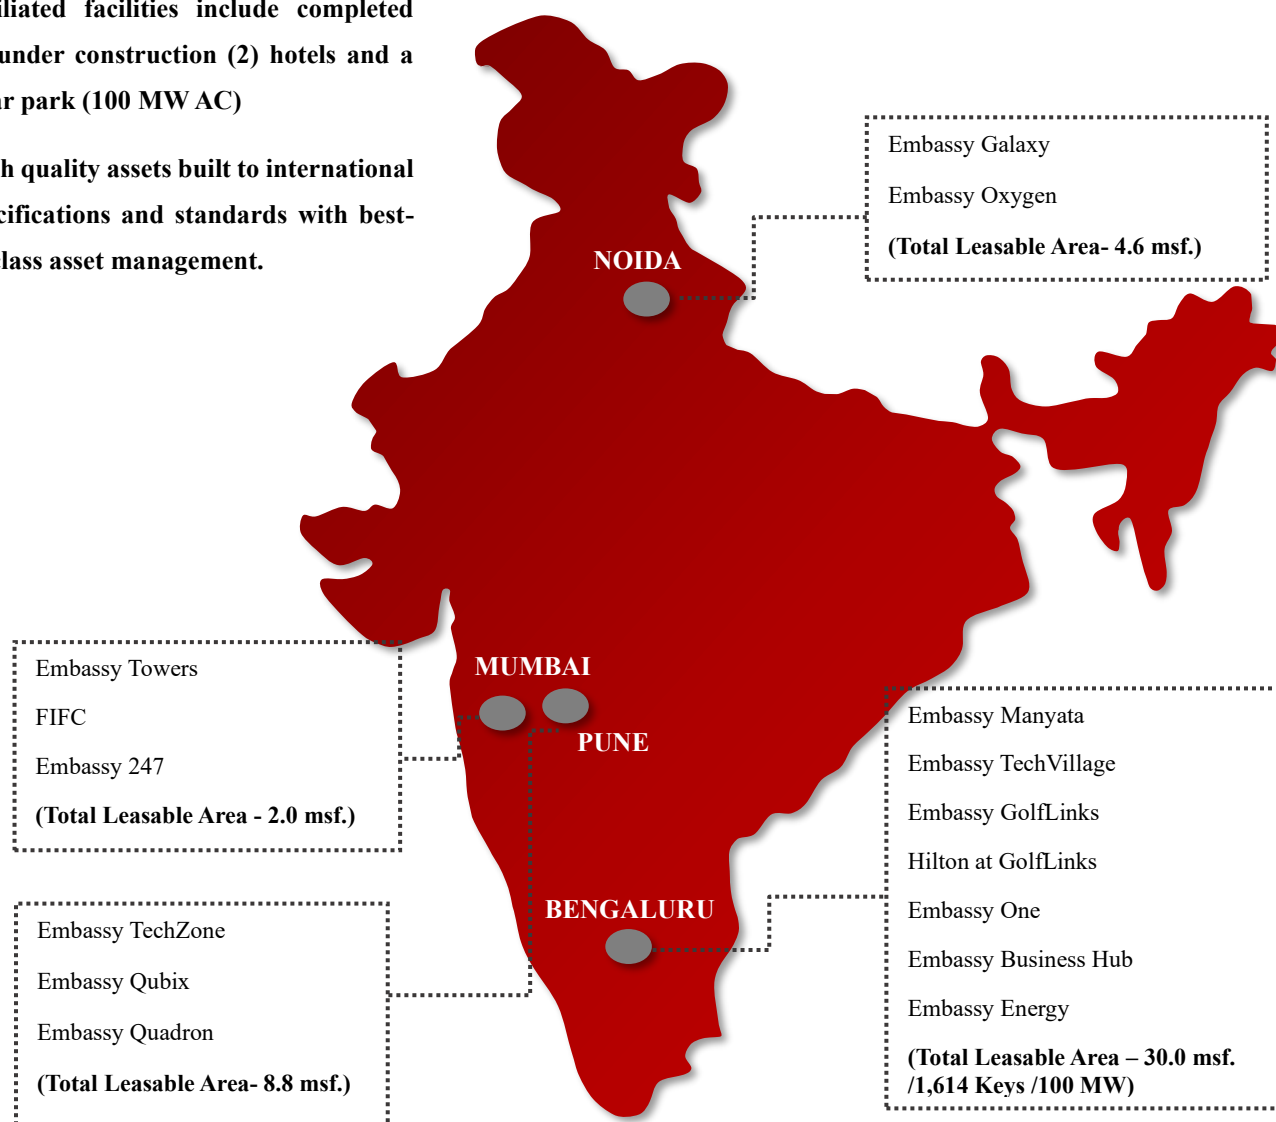 iliated facilities include completed
under construction (2) hotels and a
ar park (100 MW AC)
h quality assets built to international
cifications and standards with best-
class asset management.
Embassy Galaxy
Embassy Oxygen
(Total Leasable Area- 4.6 msf.)
NOIDA
Embassy Towers
FIFC
Embassy 247
(Total Leasable Area - 2.0 msf.)
MUMBAI
PUNE
Embassy Manyata
Embassy TechVillage
Embassy GolfLinks
Hilton at GolfLinks
Embassy One
Embassy Business Hub
Embassy Energy
(Total Leasable Area – 30.0 msf.
/1,614 Keys /100 MW)
BENGALURU
Embassy TechZone
Embassy Qubix
Embassy Quadron
(Total Leasable Area- 8.8 msf.)